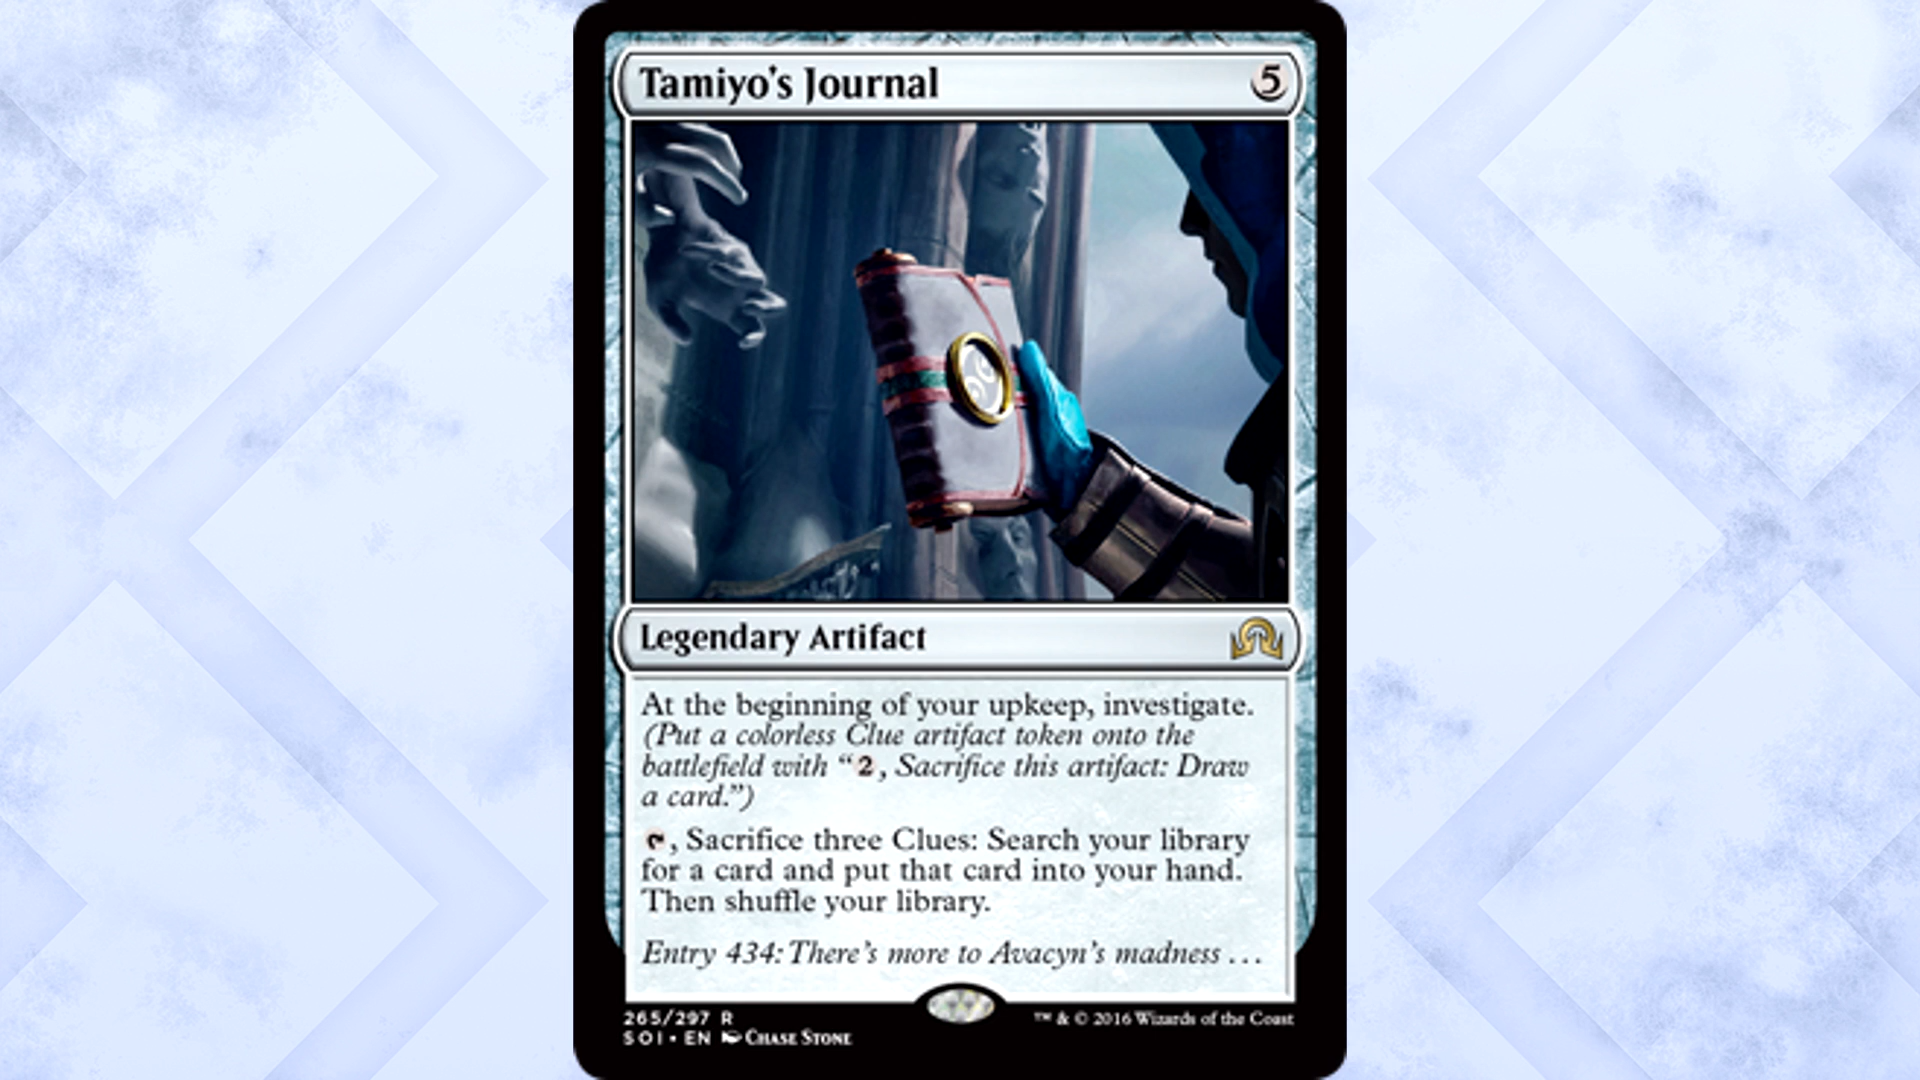 Tamiyo's Journal 5
Legendary Artifact
At the beginning of your upkeep, investigate.
(Put a colorless Clue artifact token onto the
battlefield with “2, Sacrifice this artifact: Draw
a card.”)
, Sacrifice three Clues: Search your library
for a card and put that card into your hand.
Then shuffle your library.
Entry 434: There's more to Avacyn's madness . . .
265/297 R
™ & © 2016 Wizards of the Coast
SOI • EN Chase Stone